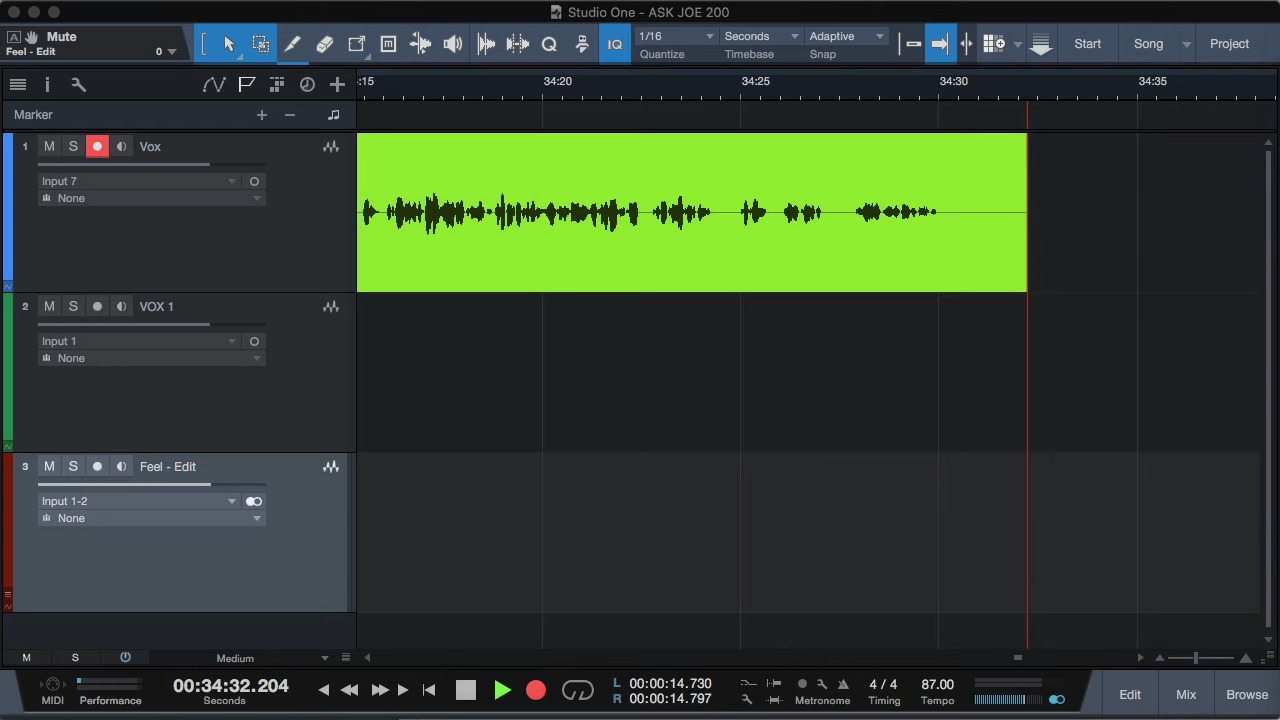 Studio One - ASK JOE 200
A Mute
Feel - Edit 0
IQ
1/16 Seconds Adaptive
Quantize Timebase Snap
Start Song Project
:15 34:20 34:25 34:30 34:35
Marker
1 M S Vox
Input 7
None
2 M S VOX 1
Input 1
None
3 M S Feel - Edit
Input 1-2
None
M S Medium
MIDI Performance
00:34:32.204
Seconds
L 00:00:14.730
R 00:00:14.797
Metronome
4 / 4
Timing
87.00
Tempo
Edit Mix Browse